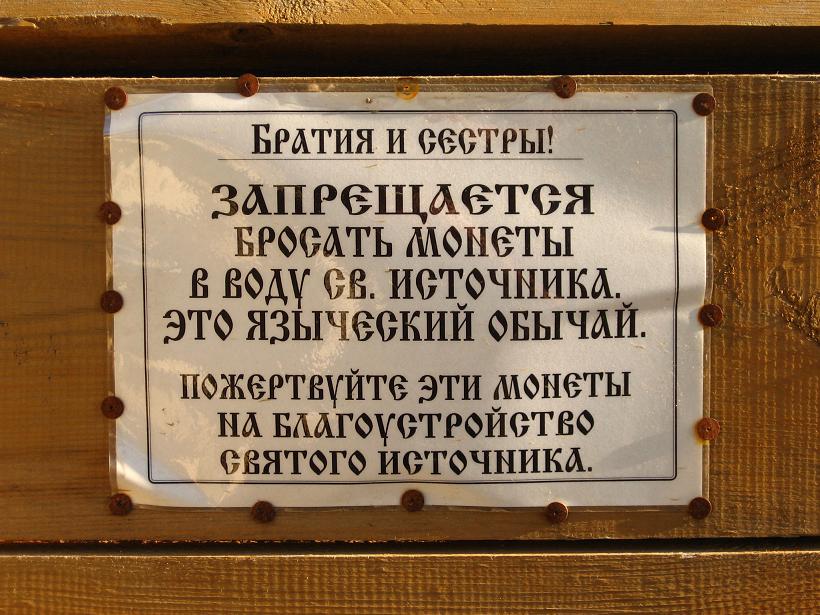 Братия и сестры!
ЗАПРЕЩАЕТСЯ
БРОСАТЬ МОНЕТЫ
В ВОДУ СВ. ИСТОЧНИКА.
ЭТО ЯЗЫЧЕСКИЙ ОБЫЧАЙ.
ПОЖЕРТВУЙТЕ ЭТИ МОНЕТЫ
НА БЛАГОУСТРОЙСТВО
СВЯТОГО ИСТОЧНИКА.